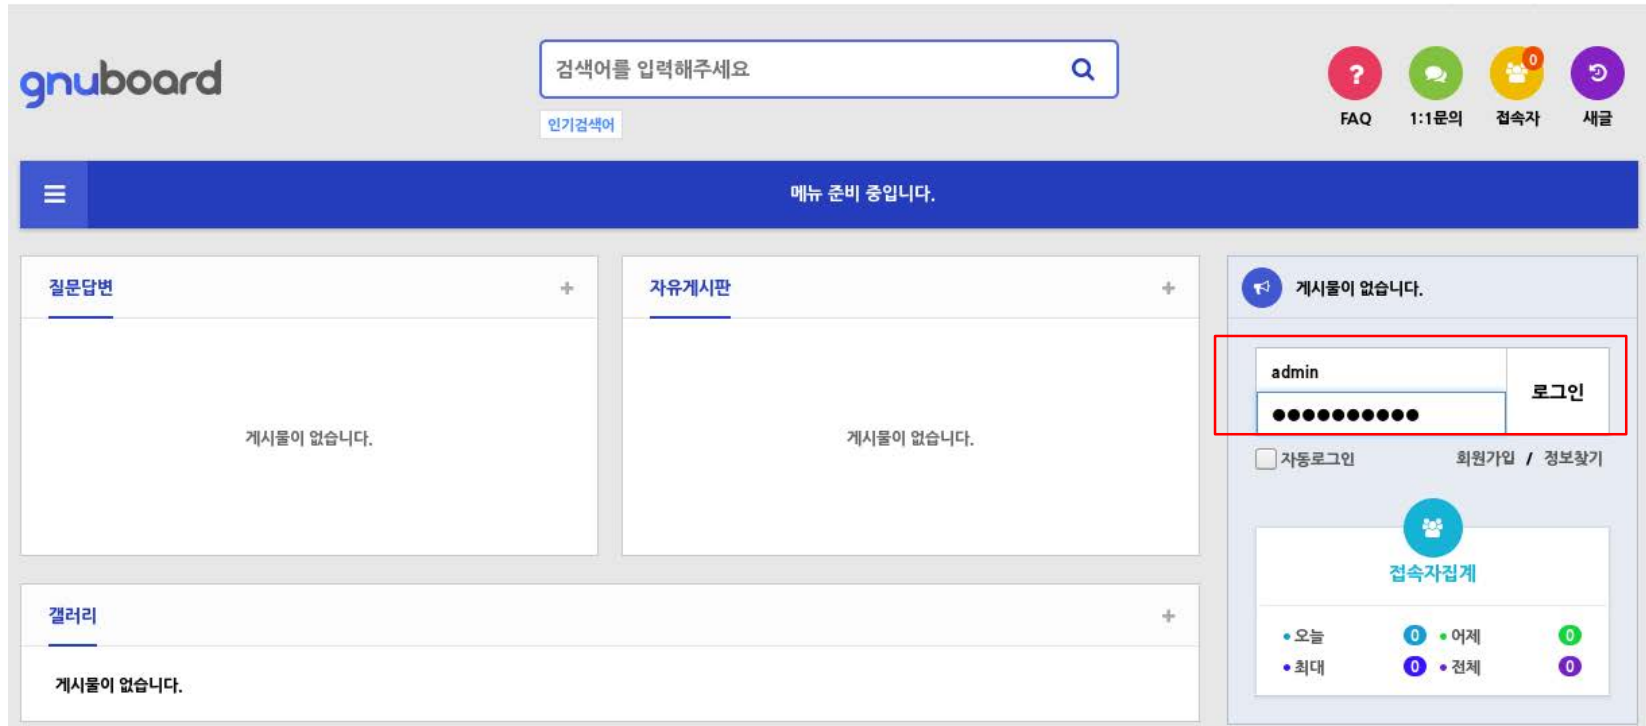 gnuboard
검색어를 입력해주세요
인기검색어
?
0
FAQ 1:1문의 접속자 새글
메뉴 준비 중입니다.
질문답변 +
게시물이 없습니다.
자유게시판 +
게시물이 없습니다.
갤러리 +
게시물이 없습니다.
게시물이 없습니다.
admin
●●●●●●●●●●
로그인
자동로그인 회원가입 / 정보찾기
접속자집계
• 오늘 0 • 어제 0
• 최대 0 • 전체 0